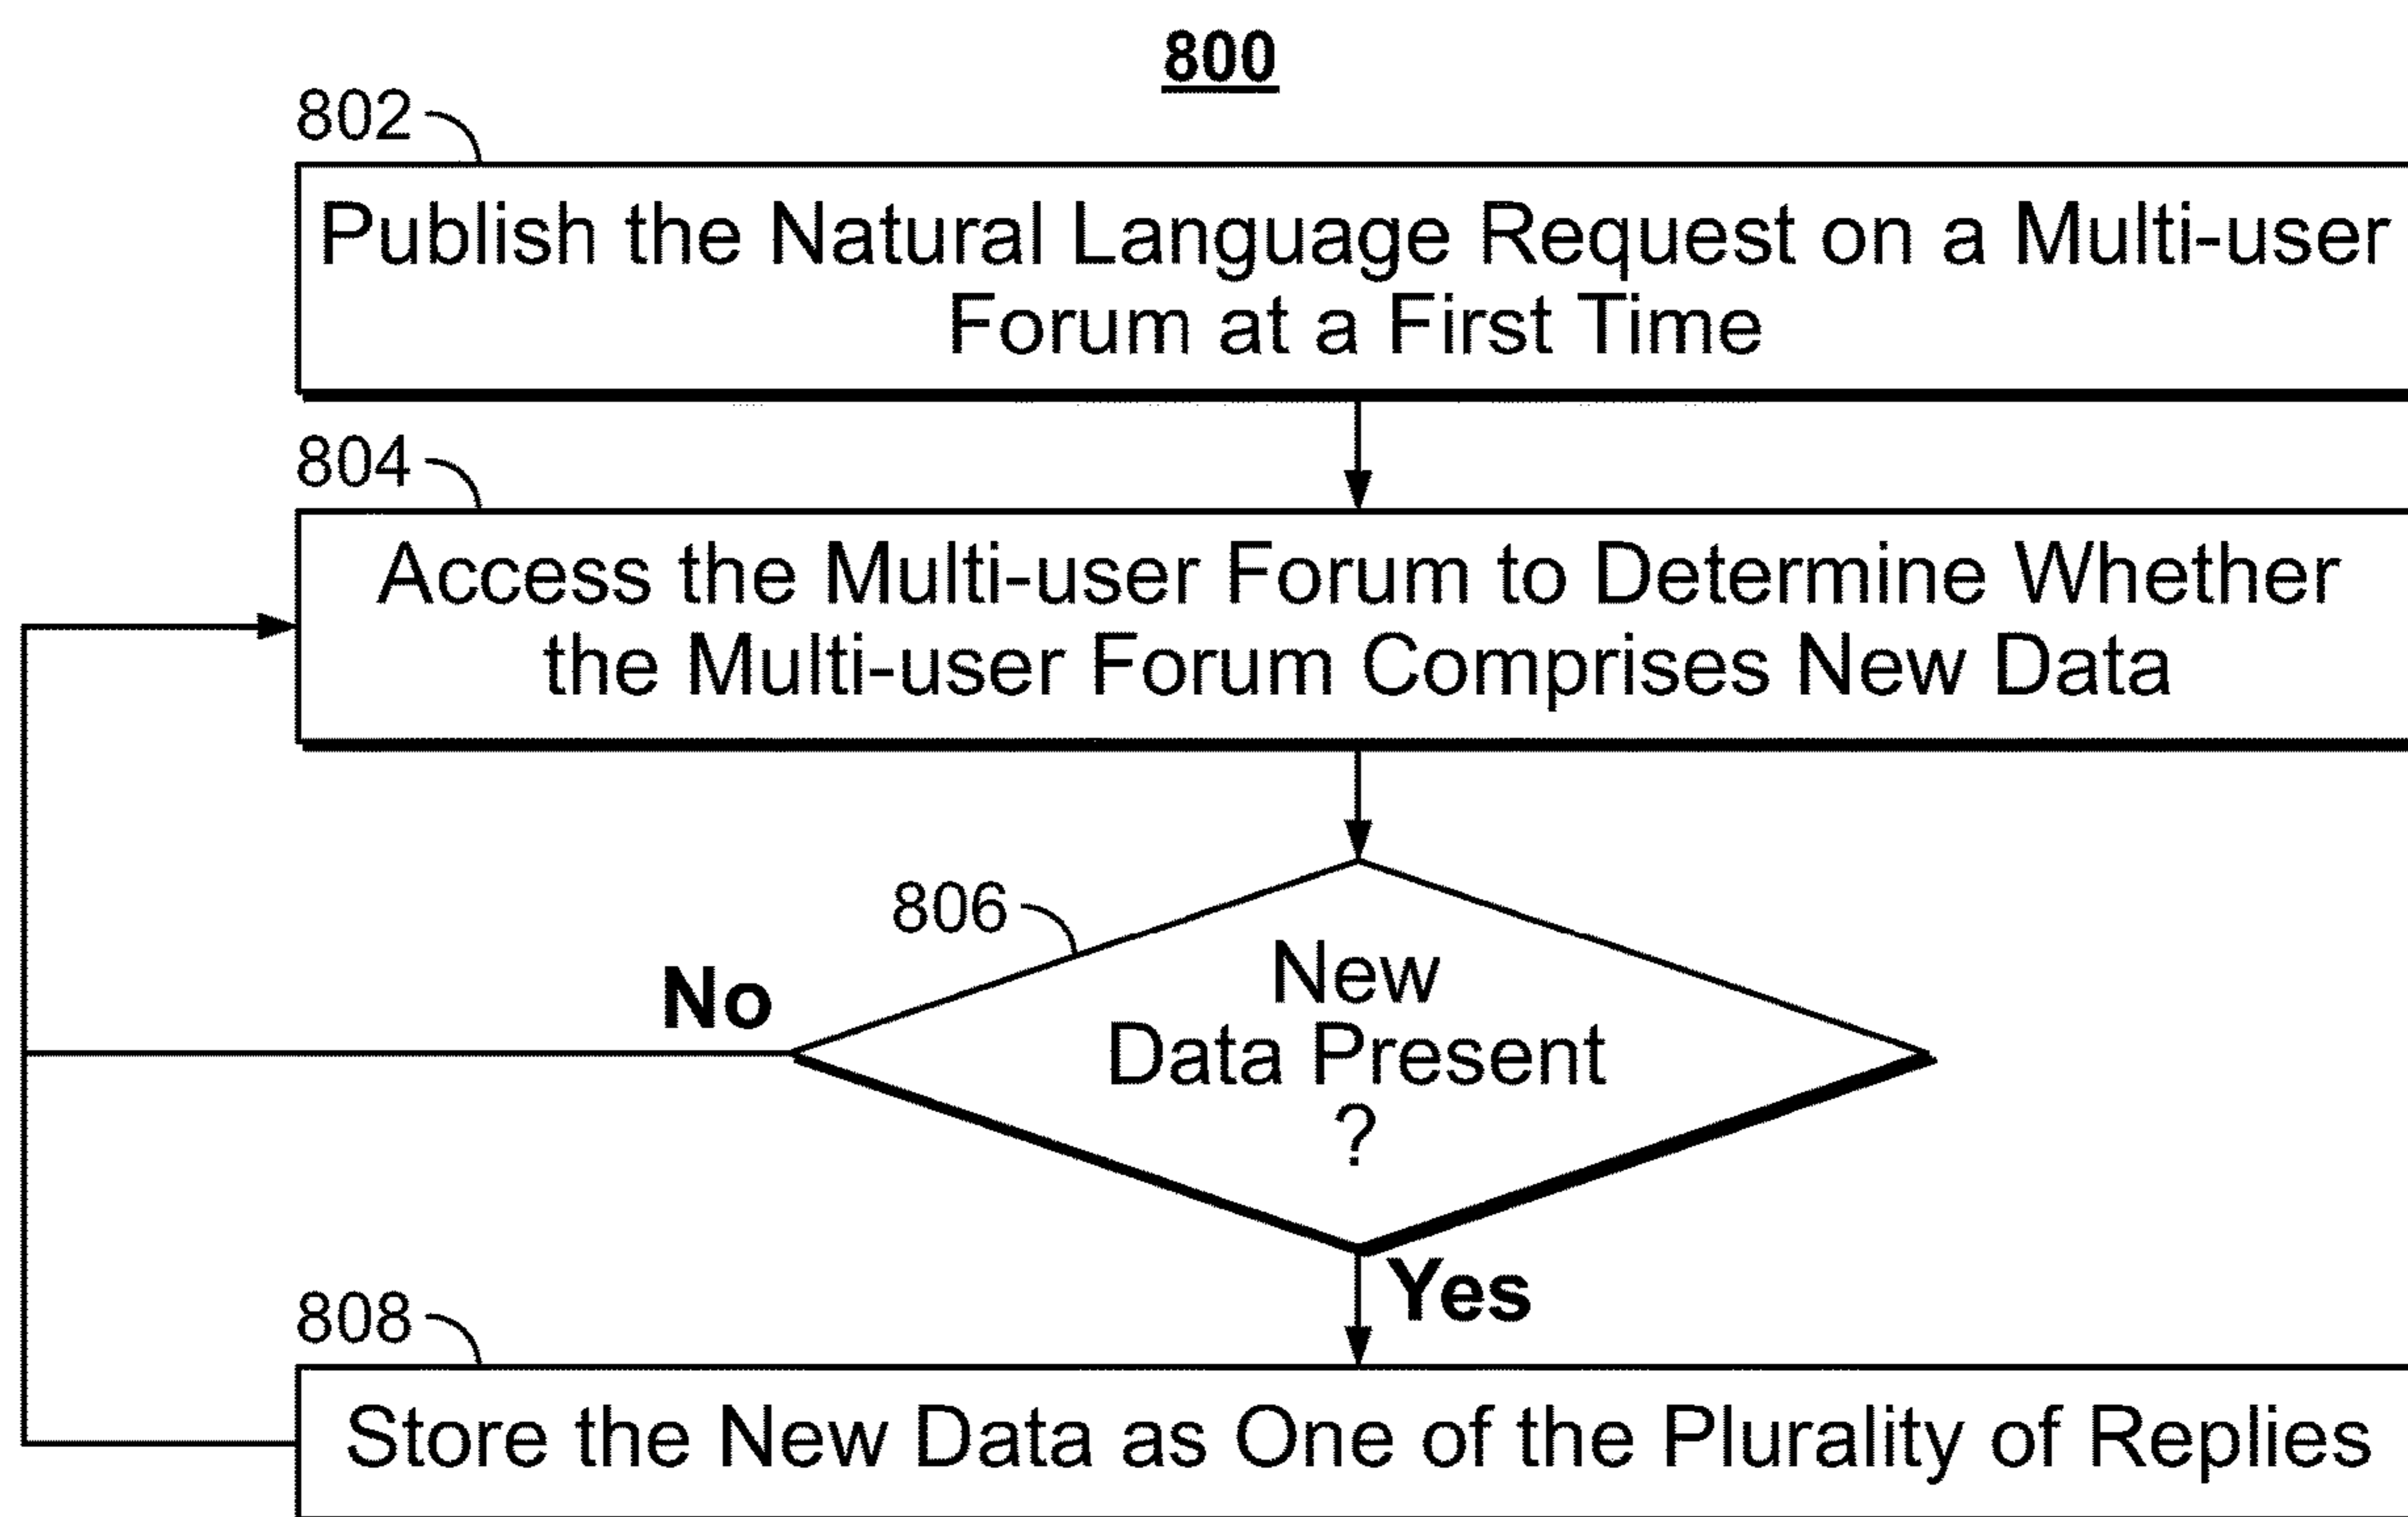 800
802
Publish the Natural Language Request on a Multi-user
Forum at a First Time
804
Access the Multi-user Forum to Determine Whether
the Multi-user Forum Comprises New Data
806
New
Data Present
?
No
Yes
808
Store the New Data as One of the Plurality of Replies